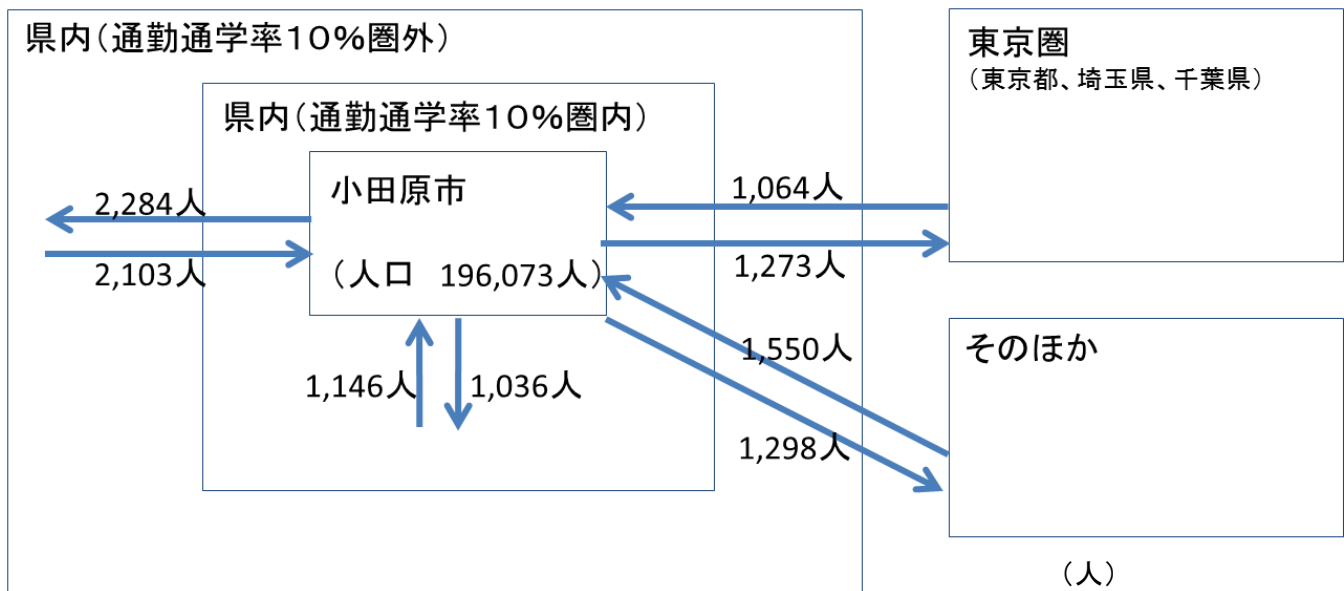 県内（通勤通学率１０％圏外）
東京圏
（東京都、埼玉県、千葉県）
県内（通勤通学率１０％圏内）
小田原市
（人口　196,073人）
2,284人
2,103人
1,064人
1,273人
1,146人
1,036人
そのほか
1,550人
1,298人
（人）